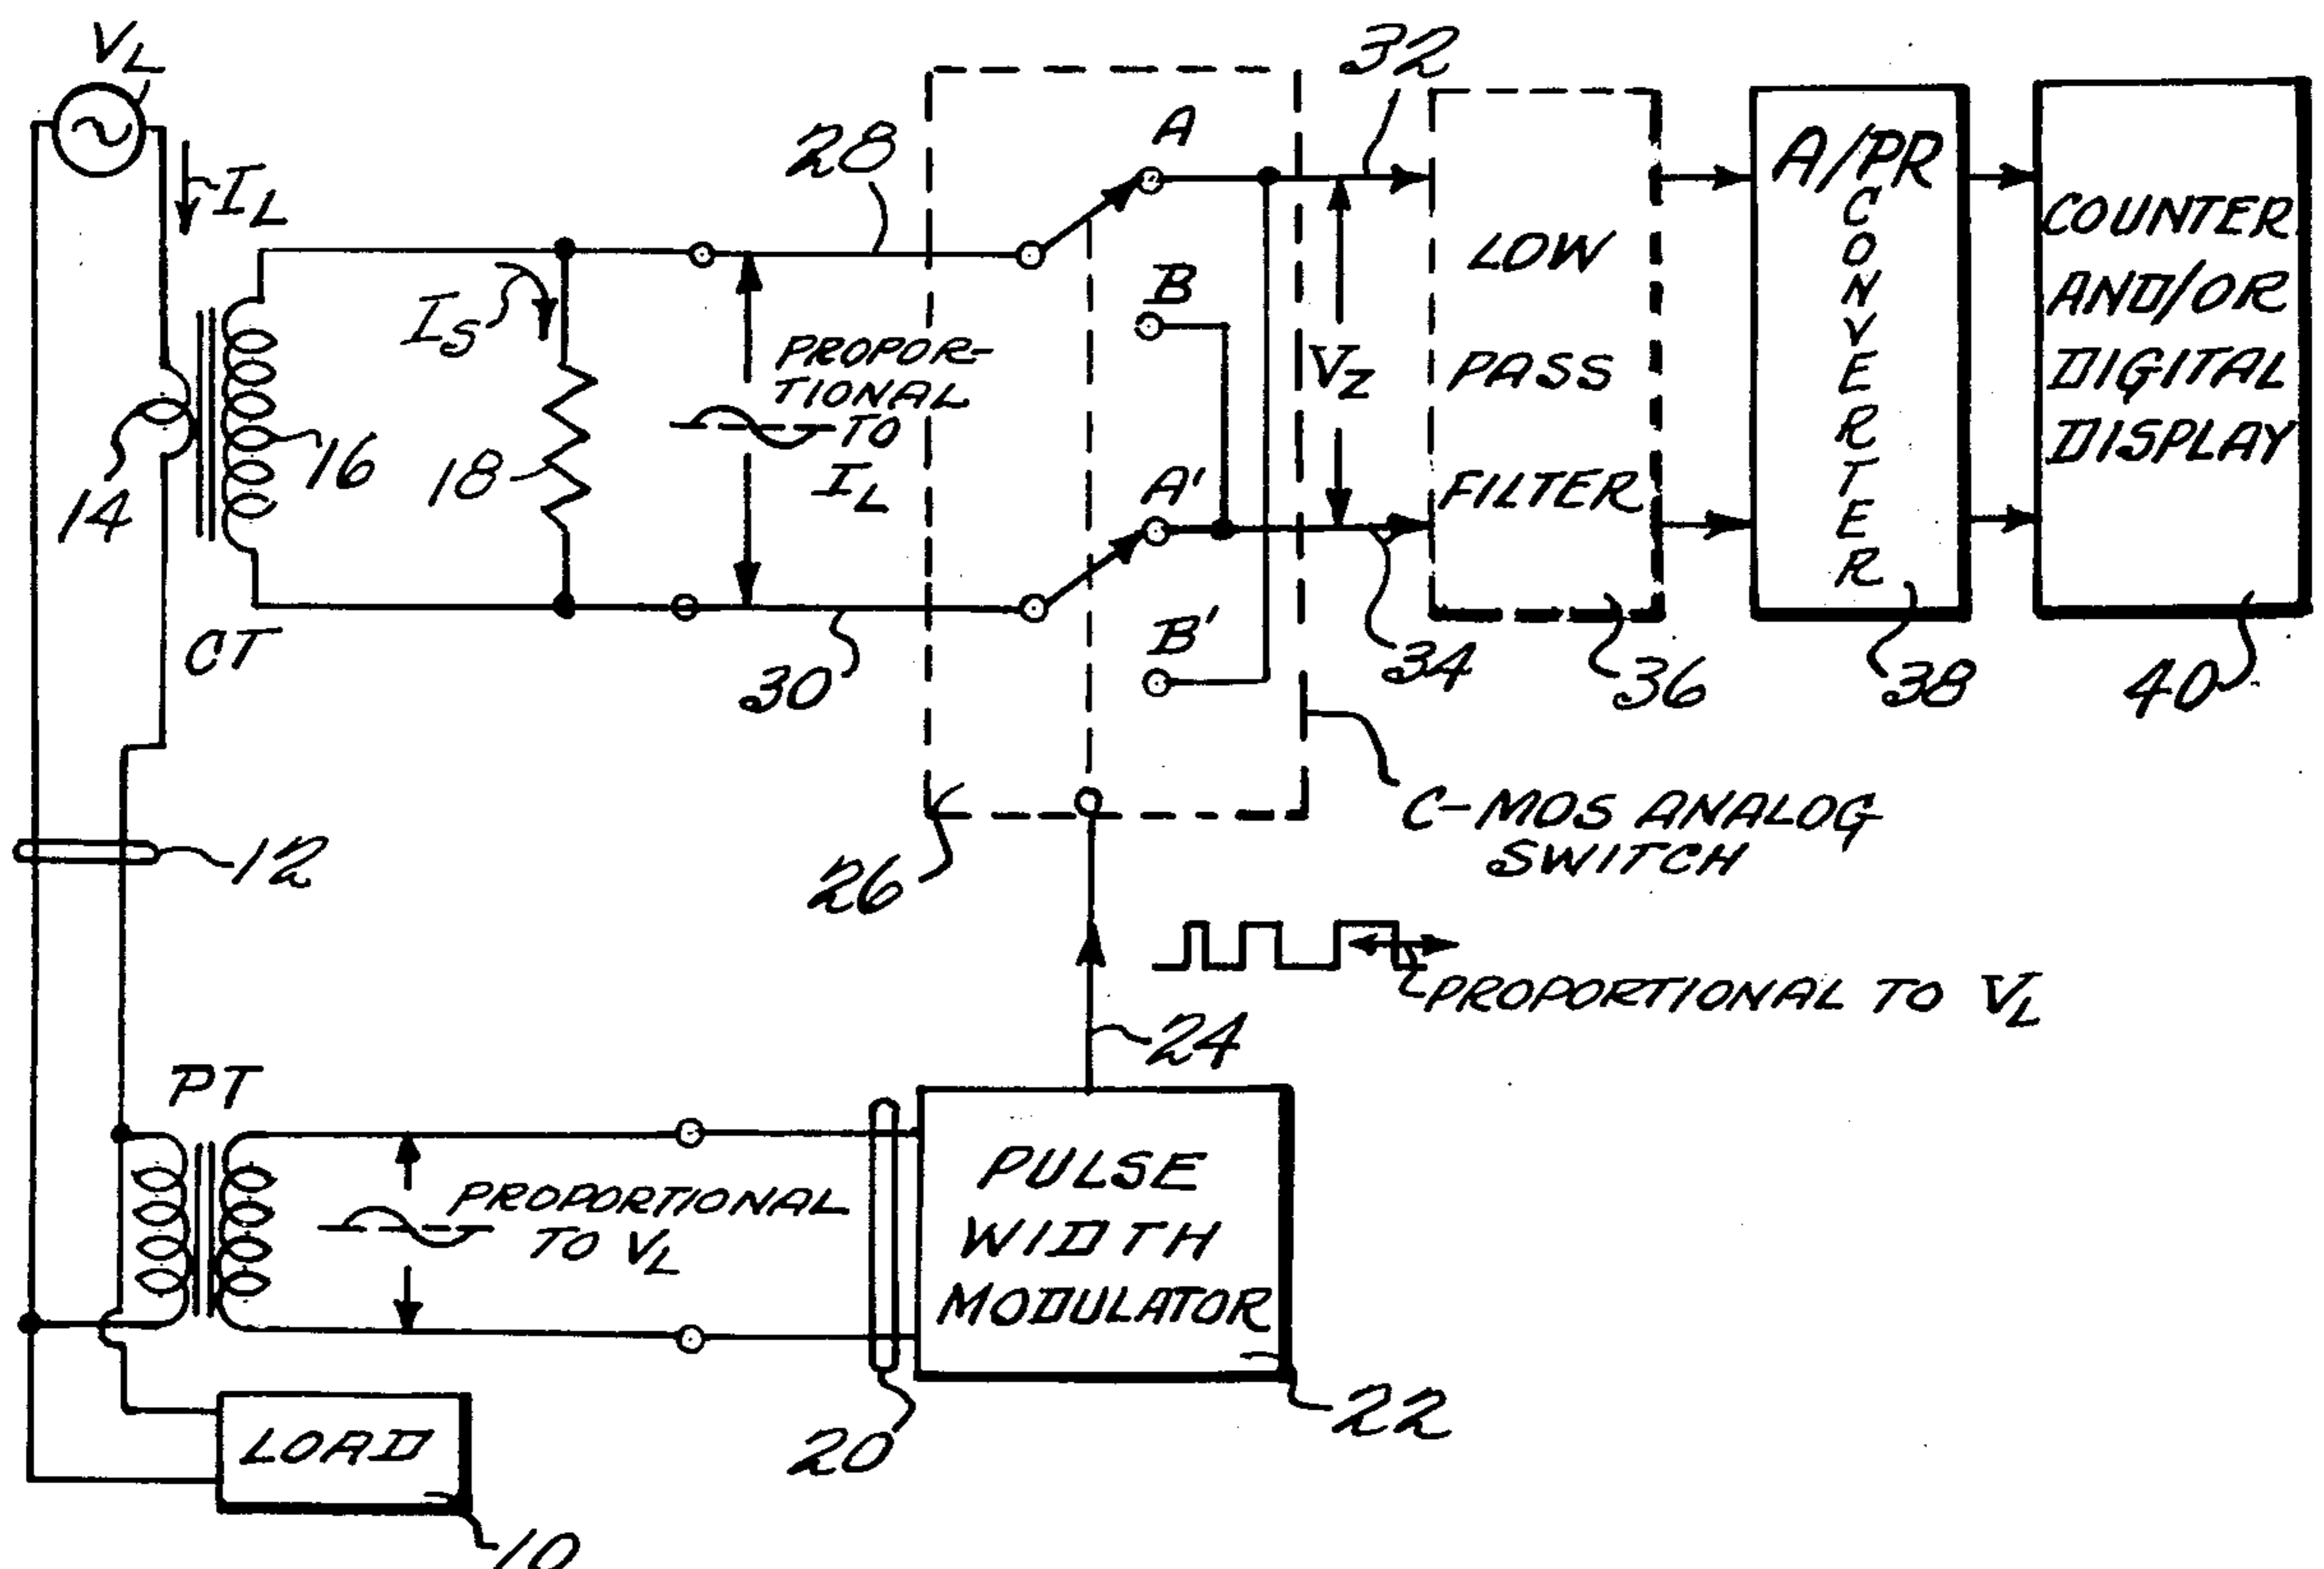 VL
IL
14
16
CT
IS
18
28
PROPOR-
TIONAL
TO
IL
30
A
B
A'
B'
32
VZ
34
LOW
PASS
FILTER
36
A/PR
CONVERTER
38
COUNTER
AND/OR
DIGITAL
DISPLAY
40
C-MOS ANALOG
SWITCH
26
12
PROPORTIONAL TO VL
24
PT
PROPORTIONAL
TO VL
20
PULSE
WIDTH
MODULATOR
22
LOAD
10